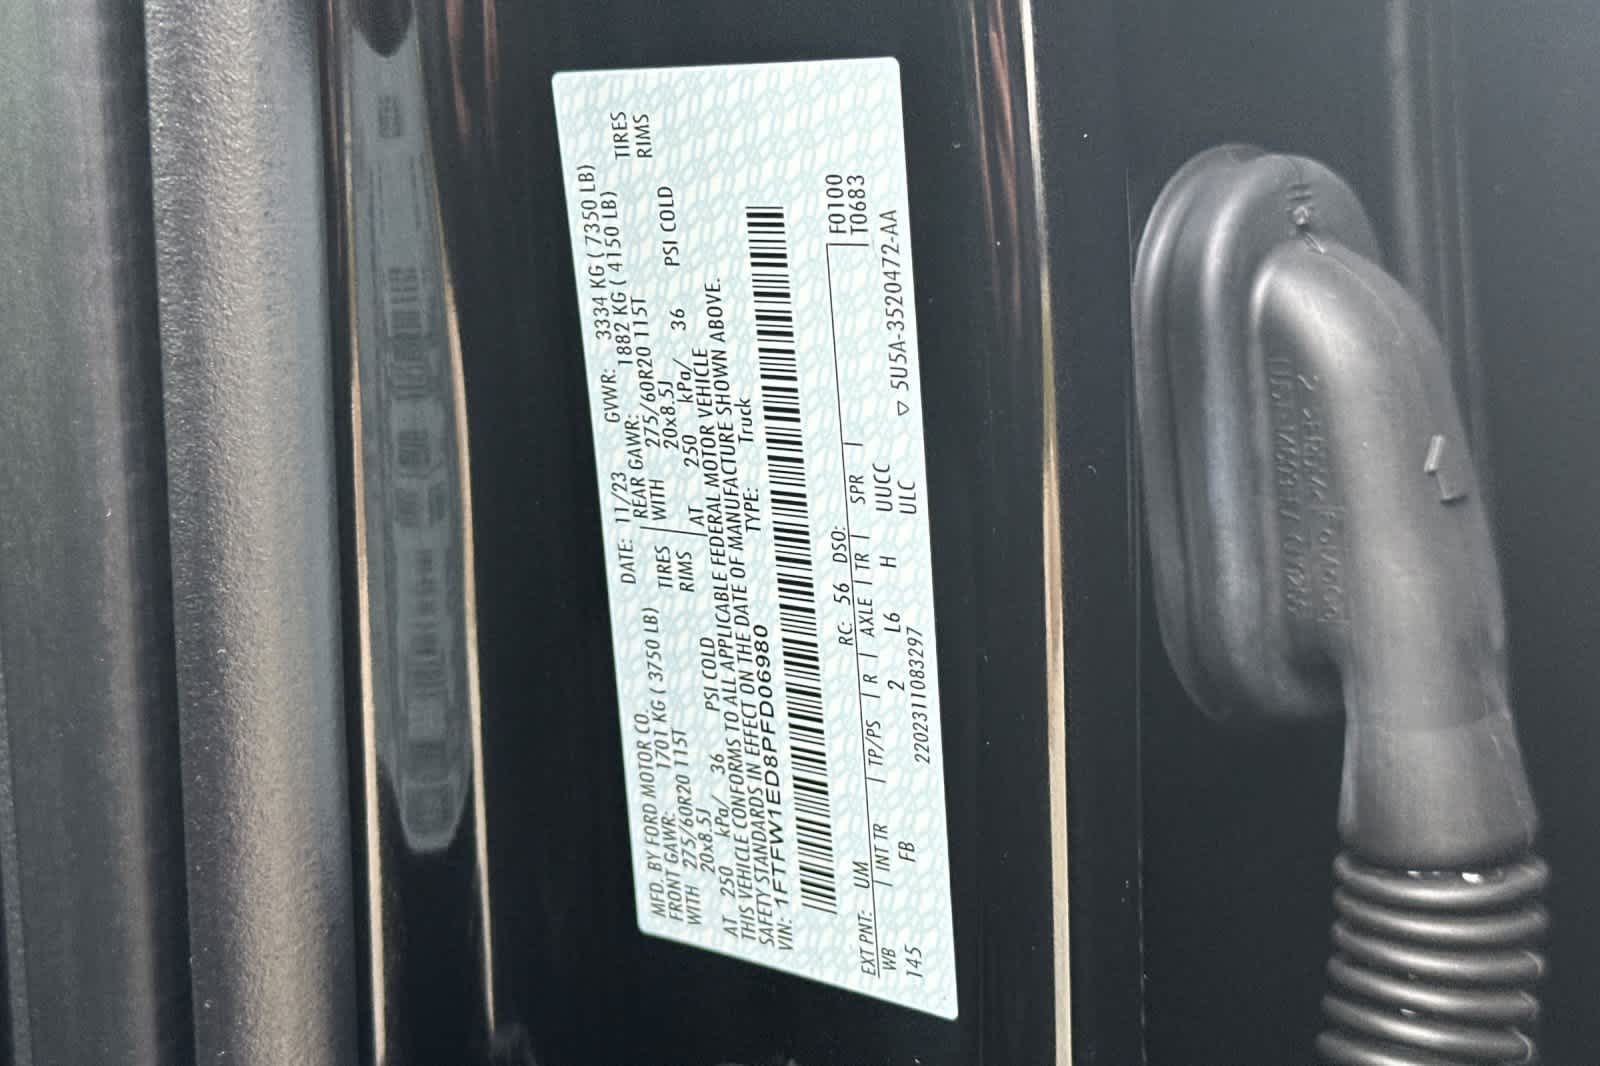 MFD. BY FORD MOTOR CO. DATE: 11/23 GVWR: 3334 KG ( 7350 LB)
FRONT GAWR: 1701 KG ( 3750 LB) REAR GAWR: 1882 KG ( 4150 LB)
WITH 275/60R20 115T TIRES WITH 275/60R20 115T TIRES
20x8.5J RIMS 20x8.5J RIMS
AT 250 kPa/ 36 PSI COLD AT 250 kPa/ 36 PSI COLD
THIS VEHICLE CONFORMS TO ALL APPLICABLE FEDERAL MOTOR VEHICLE
SAFETY STANDARDS IN EFFECT ON THE DATE OF MANUFACTURE SHOWN ABOVE.
VIN: 1FTFW1ED8PFD06980 TYPE: Truck
F0100
T0683
EXT PNT: UM RC: 56 DSO:
WB INT TR TP/PS R AXLE TR SPR
145 FB 2 L6 H UUCC
2202311083297 ULC ▽ 5U5A-3520472-AA